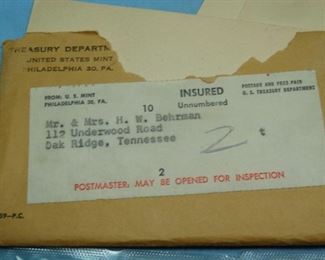 TREASURY DEPARTM
UNITED STATES MINT
PHILADELPHIA 30, PA.
FROM: U. S. MINT
PHILADELPHIA 30, PA.
INSURED
POSTAGE AND FEES PAID
U. S. TREASURY DEPARTMENT
10 Unnumbered
Mr. & Mrs. H. W. Behrman
112 Underwood Road
Oak Ridge, Tennessee
2 t
2
POSTMASTER: MAY BE OPENED FOR INSPECTION
59-P.C.